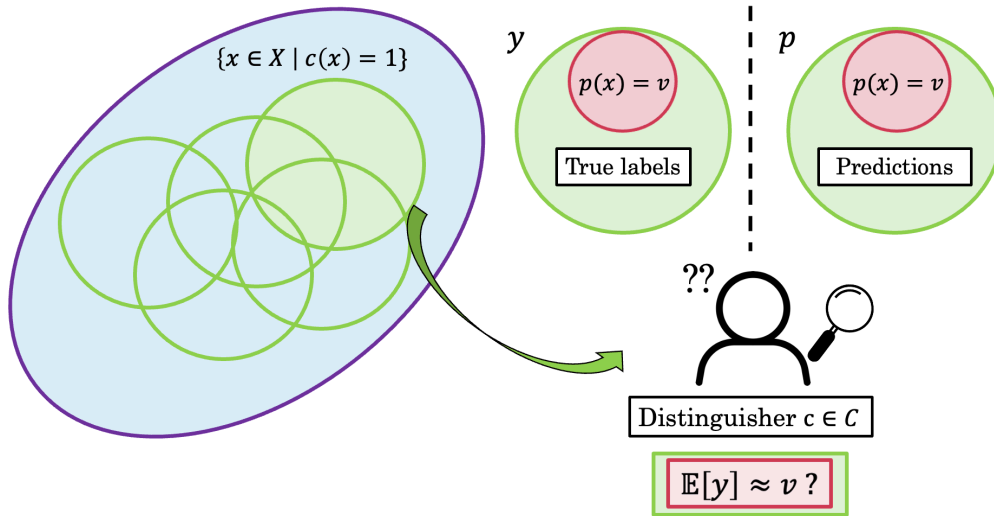 {x ∈ X | c(x) = 1}
y
p(x) = v
True labels
p
p(x) = v
Predictions
??
Distinguisher c ∈ C
𝔼[y] ≈ v ?